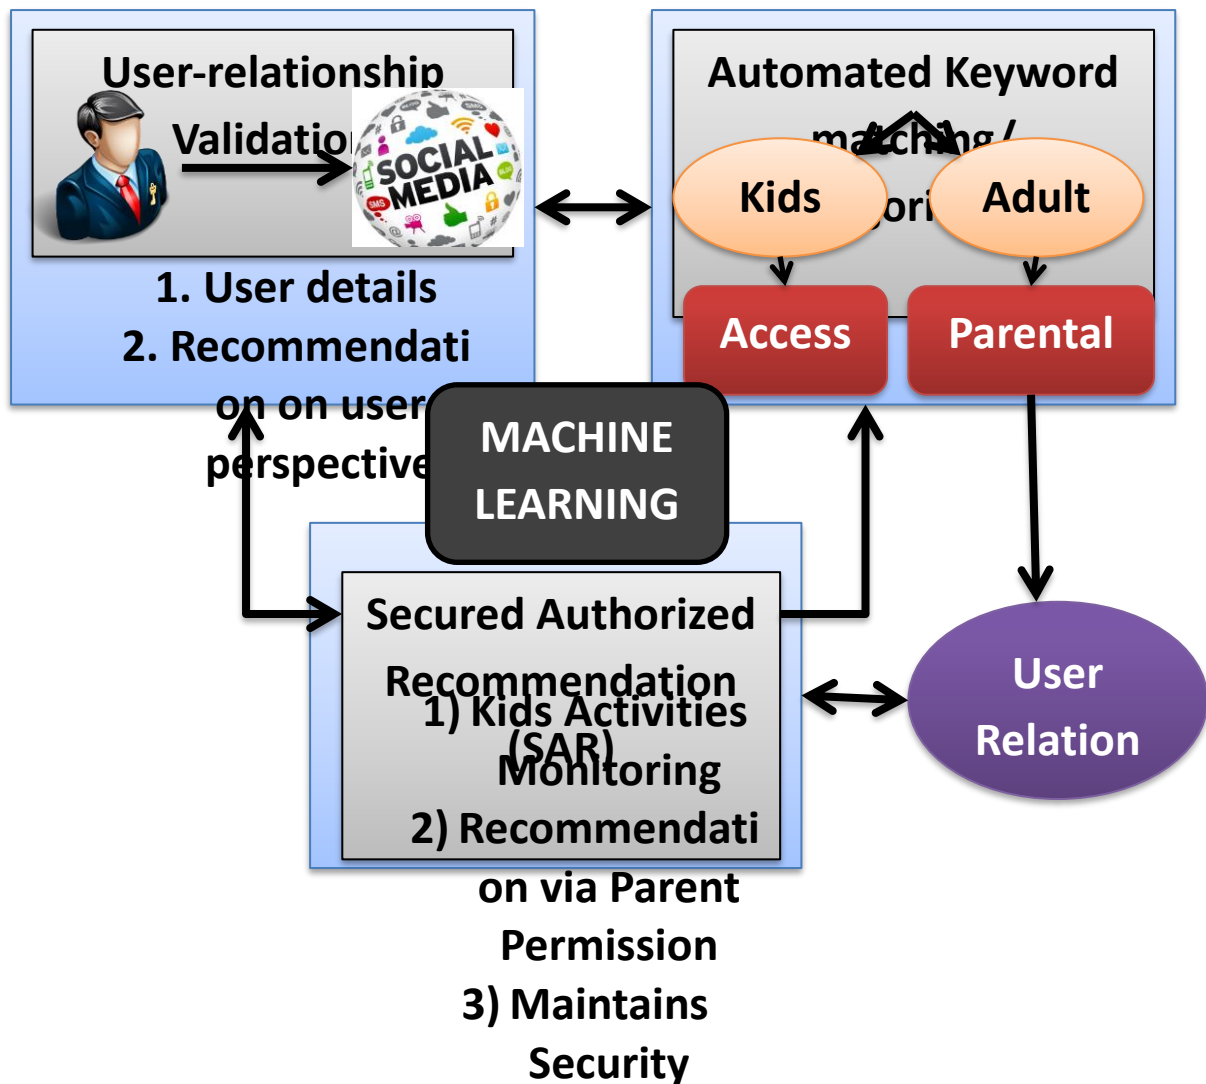 User-relationship
Validation
SOCIAL
MEDIA
SMS
1. User details
2. Recommendati
on on user
perspective
Automated Keyword
matching/
Kids
Adult
Access
Parental
MACHINE
LEARNING
Secured Authorized
Recommendation
(SAR)
1) Kids Activities
Monitoring
2) Recommendati
on via Parent
Permission
3) Maintains
Security
User
Relation